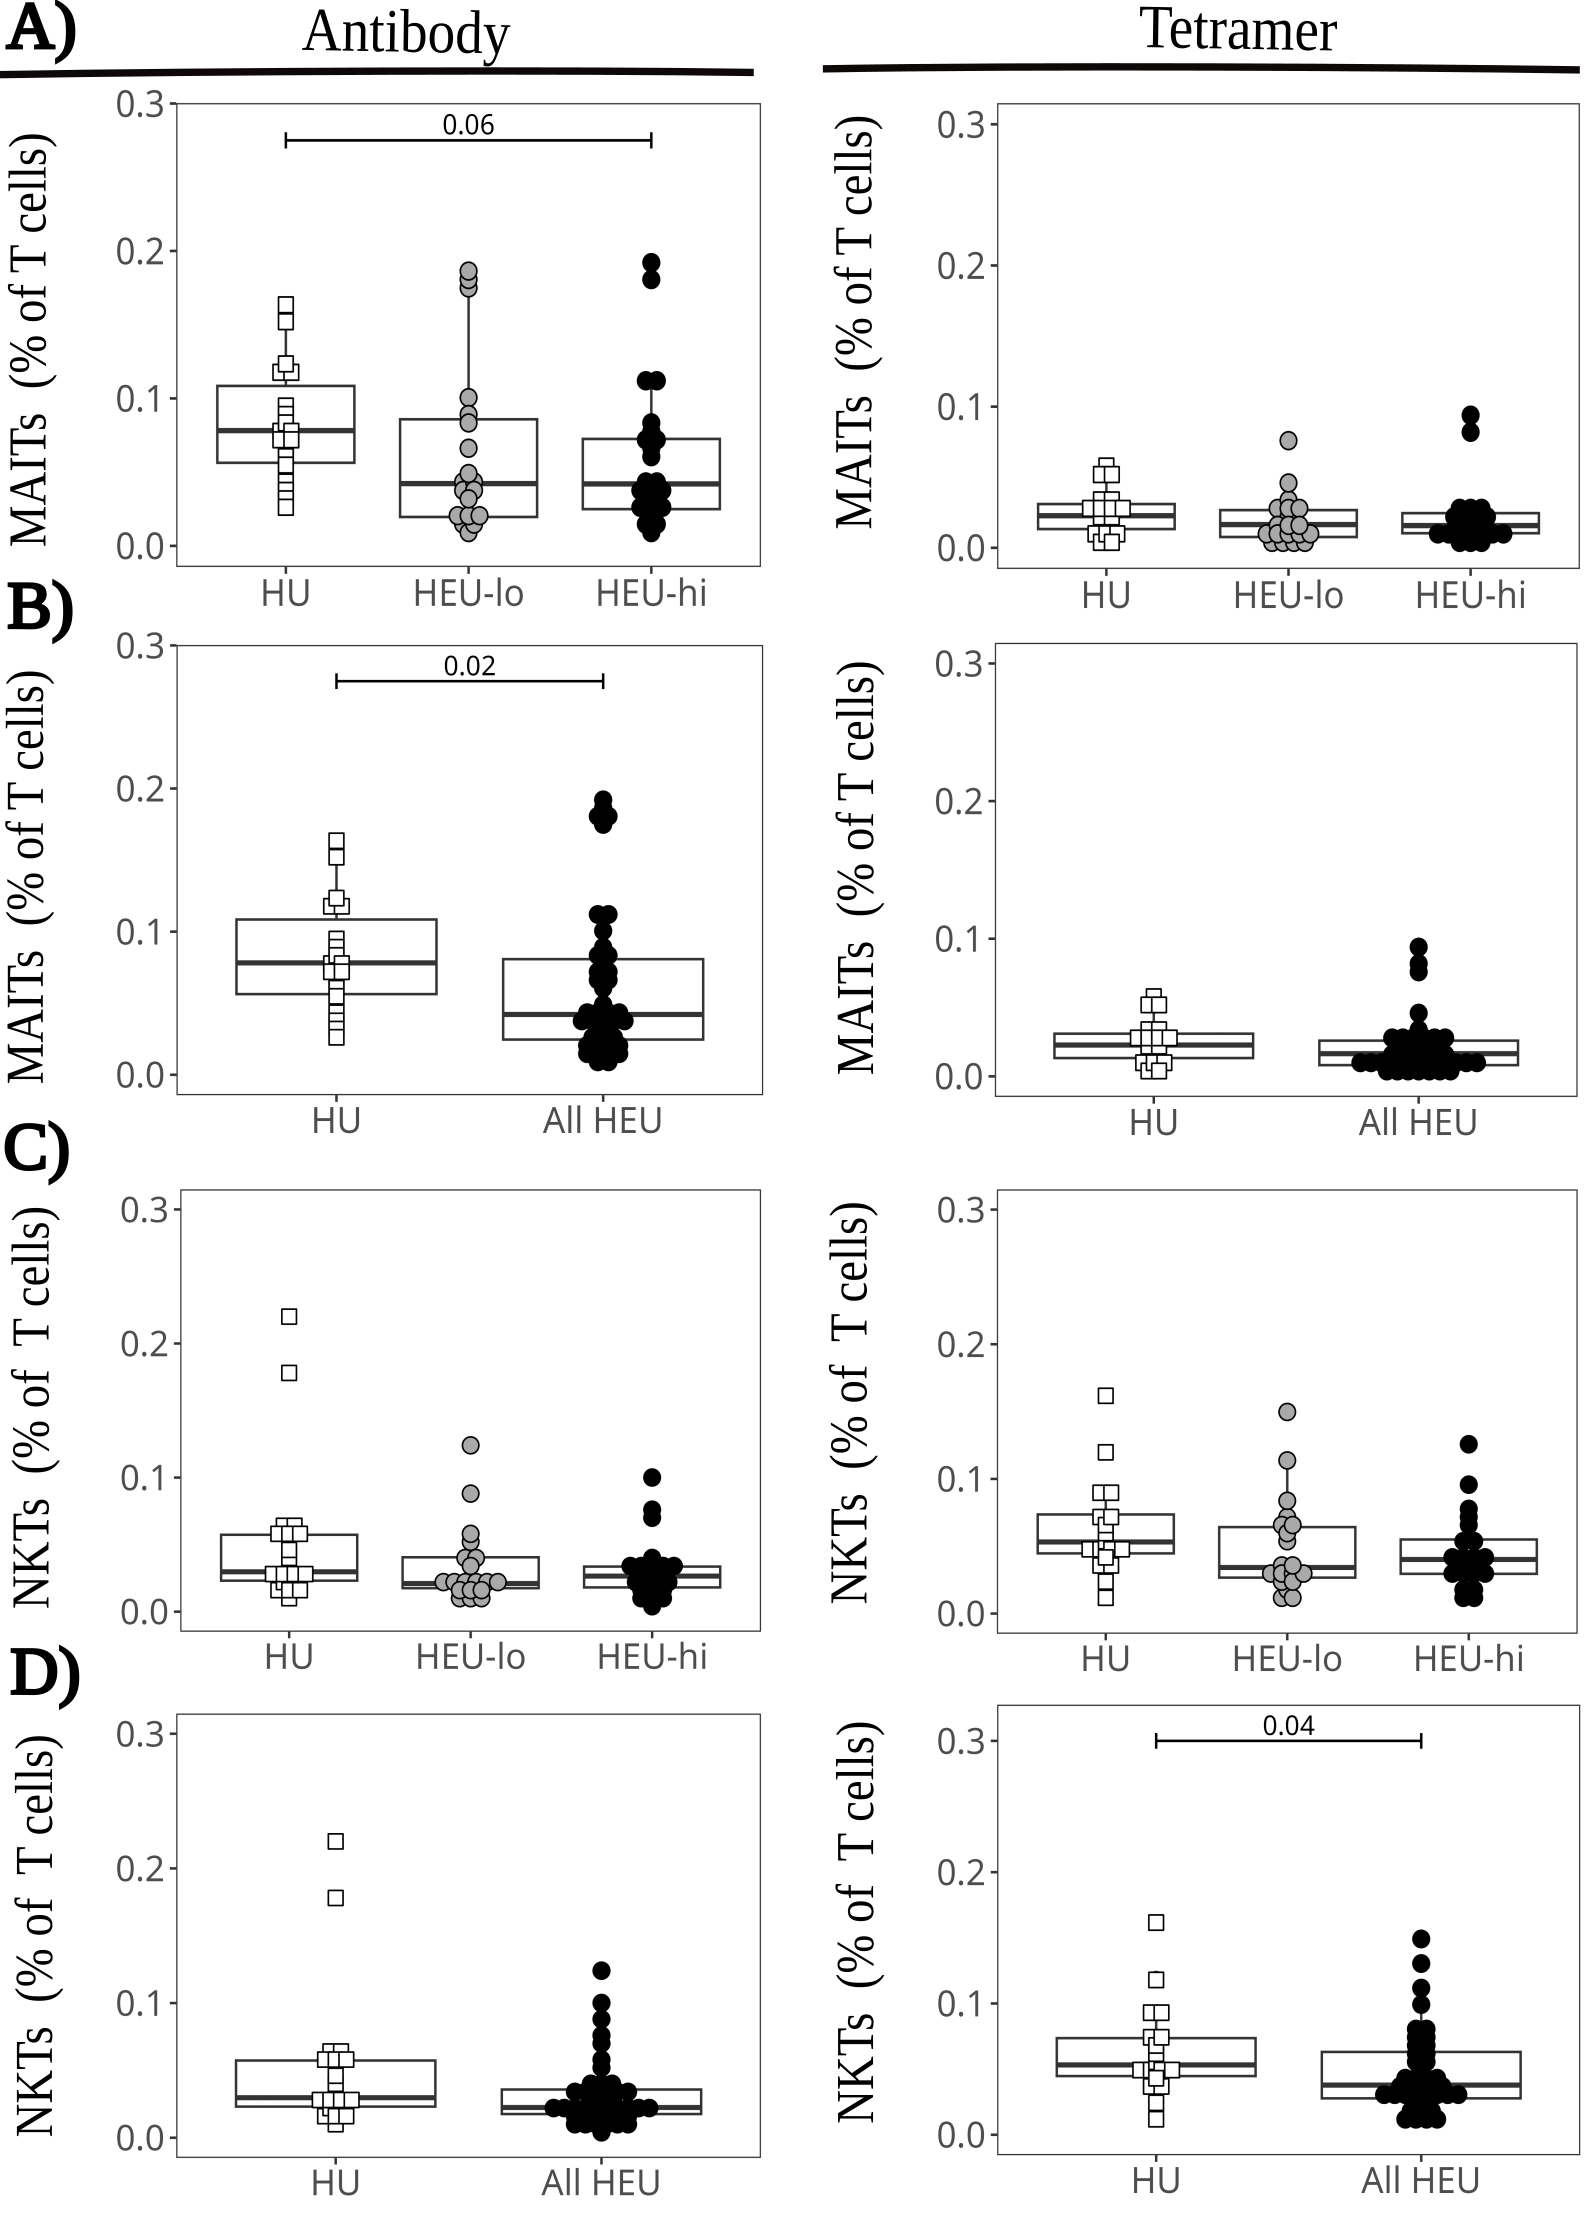 A)
Antibody
Tetramer
MAITs (% of T cells)
0.3
0.2
0.1
0.0
0.06
HU HEU-lo HEU-hi
MAITs (% of T cells)
0.3
0.2
0.1
0.0
HU HEU-lo HEU-hi
B)
MAITs (% of T cells)
0.3
0.2
0.1
0.0
0.02
HU All HEU
MAITs (% of T cells)
0.3
0.2
0.1
0.0
HU All HEU
C)
NKTs (% of T cells)
0.3
0.2
0.1
0.0
HU HEU-lo HEU-hi
NKTs (% of T cells)
0.3
0.2
0.1
0.0
HU HEU-lo HEU-hi
D)
NKTs (% of T cells)
0.3
0.2
0.1
0.0
HU All HEU
NKTs (% of T cells)
0.3
0.2
0.1
0.0
0.04
HU All HEU